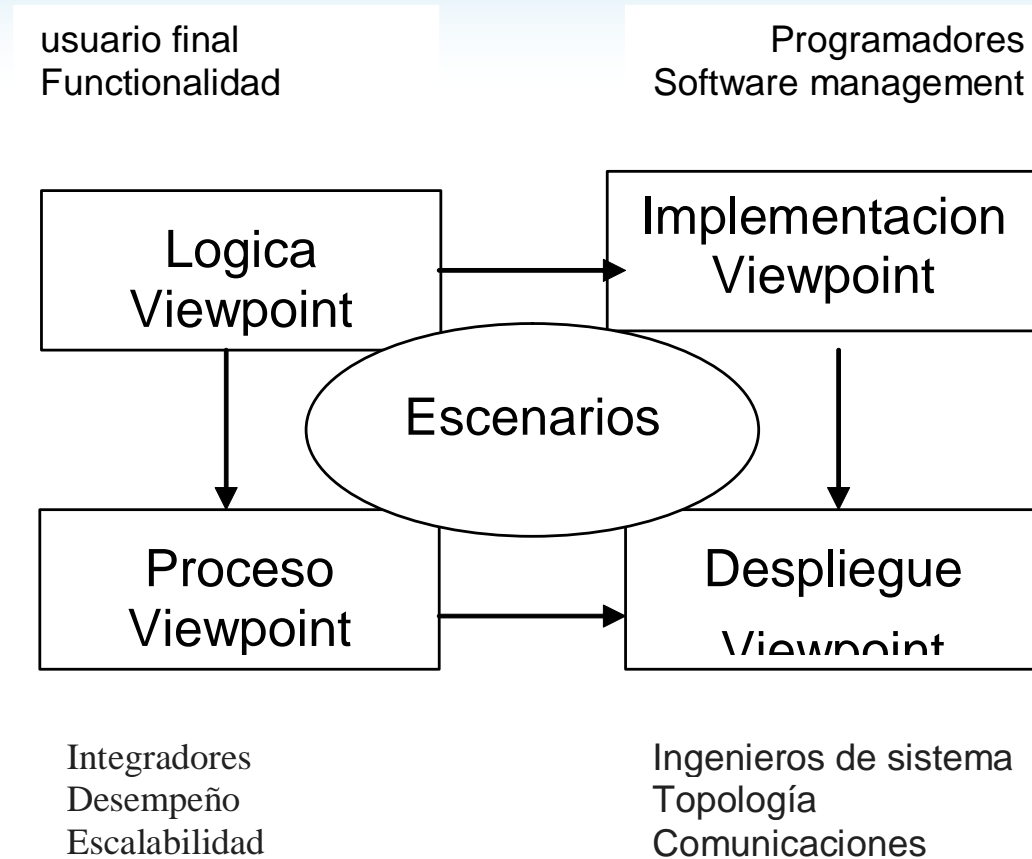 usuario final
Functionalidad
Programadores
Software management
Logica
Viewpoint
Implementacion
Viewpoint
Escenarios
Proceso
Viewpoint
Despliegue
Viewpoint
Integradores
Desempeño
Escalabilidad
Ingenieros de sistema
Topología
Comunicaciones